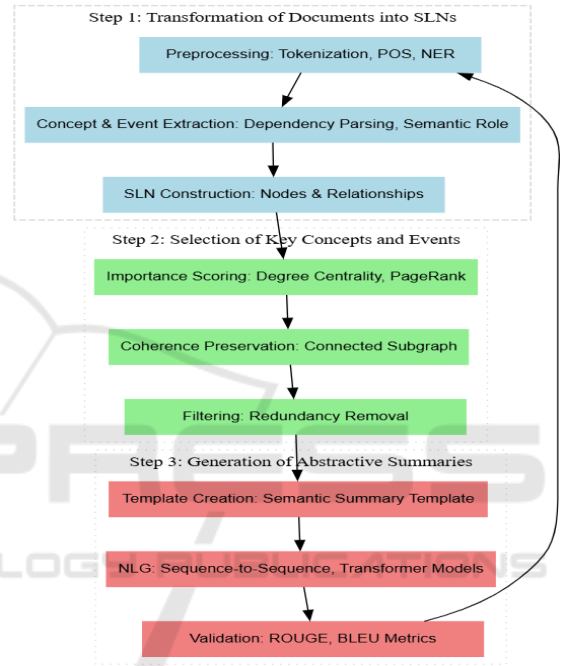 Step 1: Transformation of Documents into SLNs
Preprocessing: Tokenization, POS, NER
Concept & Event Extraction: Dependency Parsing, Semantic Role
SLN Construction: Nodes & Relationships
Step 2: Selection of Key Concepts and Events
Importance Scoring: Degree Centrality, PageRank
Coherence Preservation: Connected Subgraph
Filtering: Redundancy Removal
Step 3: Generation of Abstractive Summaries
Template Creation: Semantic Summary Template
NLG: Sequence-to-Sequence, Transformer Models
Validation: ROUGE, BLEU Metrics